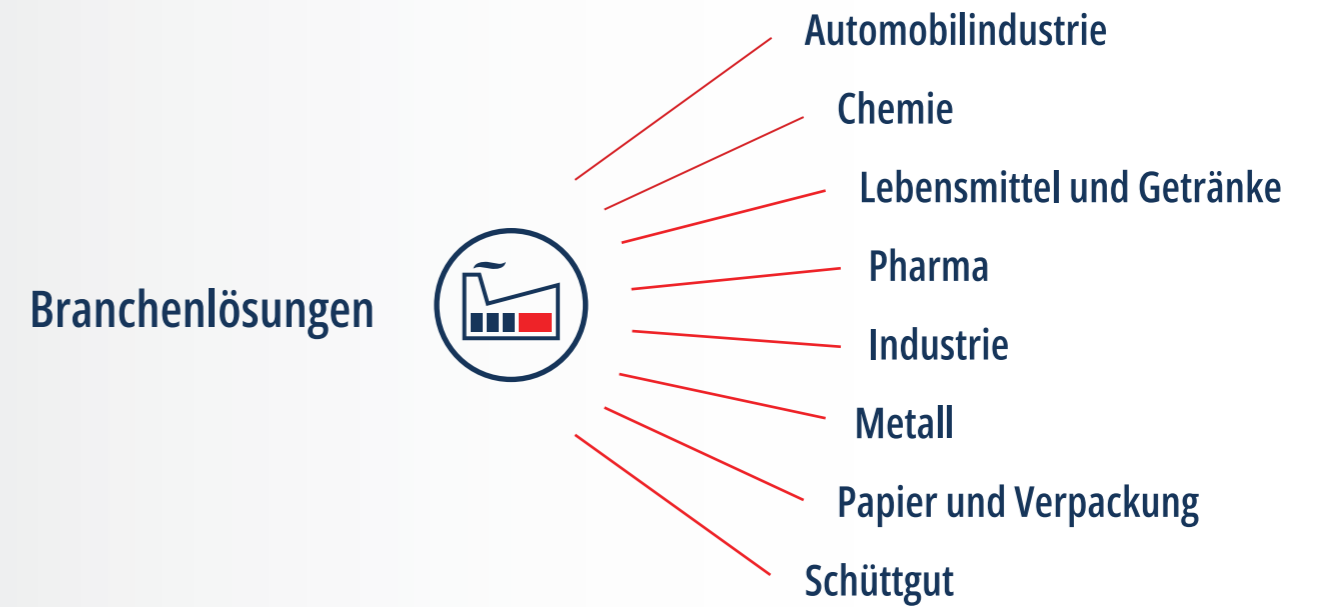 Branchenlösungen
Automobilindustrie
Chemie
Lebensmittel und Getränke
Pharma
Industrie
Metall
Papier und Verpackung
Schüttgut